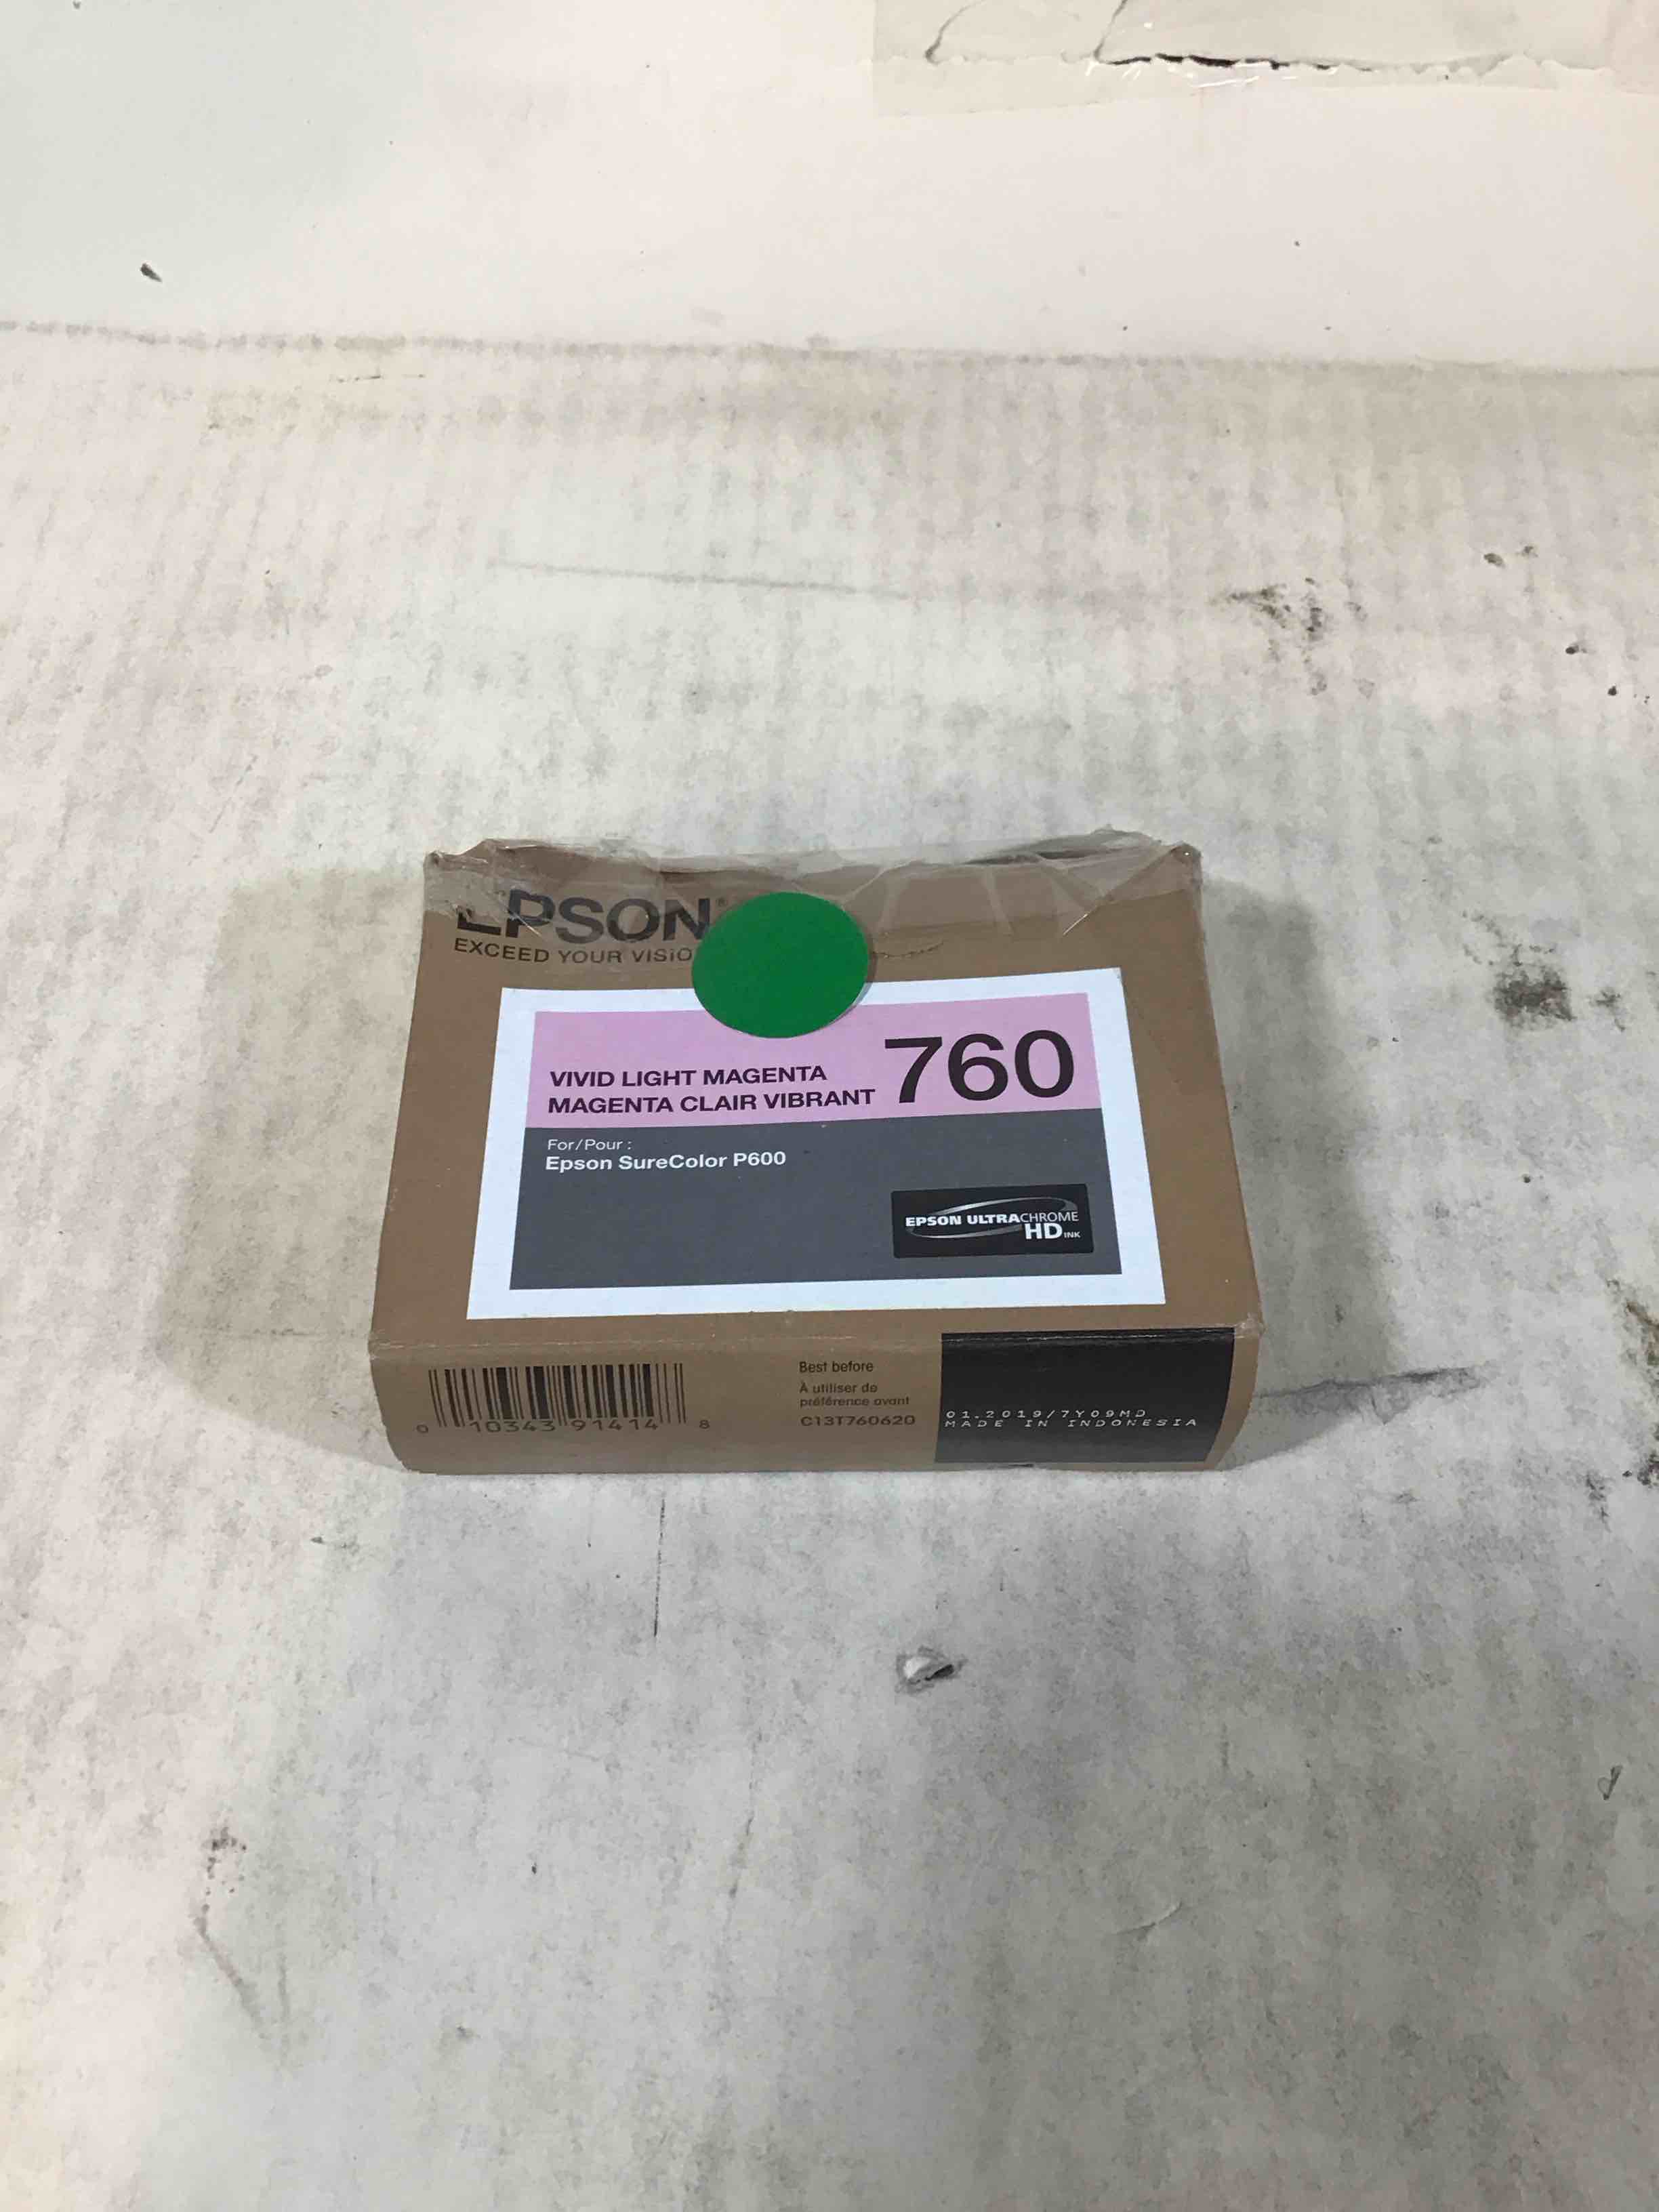 EPSON
EXCEED YOUR VISIO
VIVID LIGHT MAGENTA
MAGENTA CLAIR VIBRANT
760
For/Pour :
Epson SureColor P600
EPSON ULTRACHROME
HD INK
0 10343 91414 8
Best before
À utiliser de
préférence avant
C13T760620
01.2019/7Y09MD
MADE IN INDONESIA